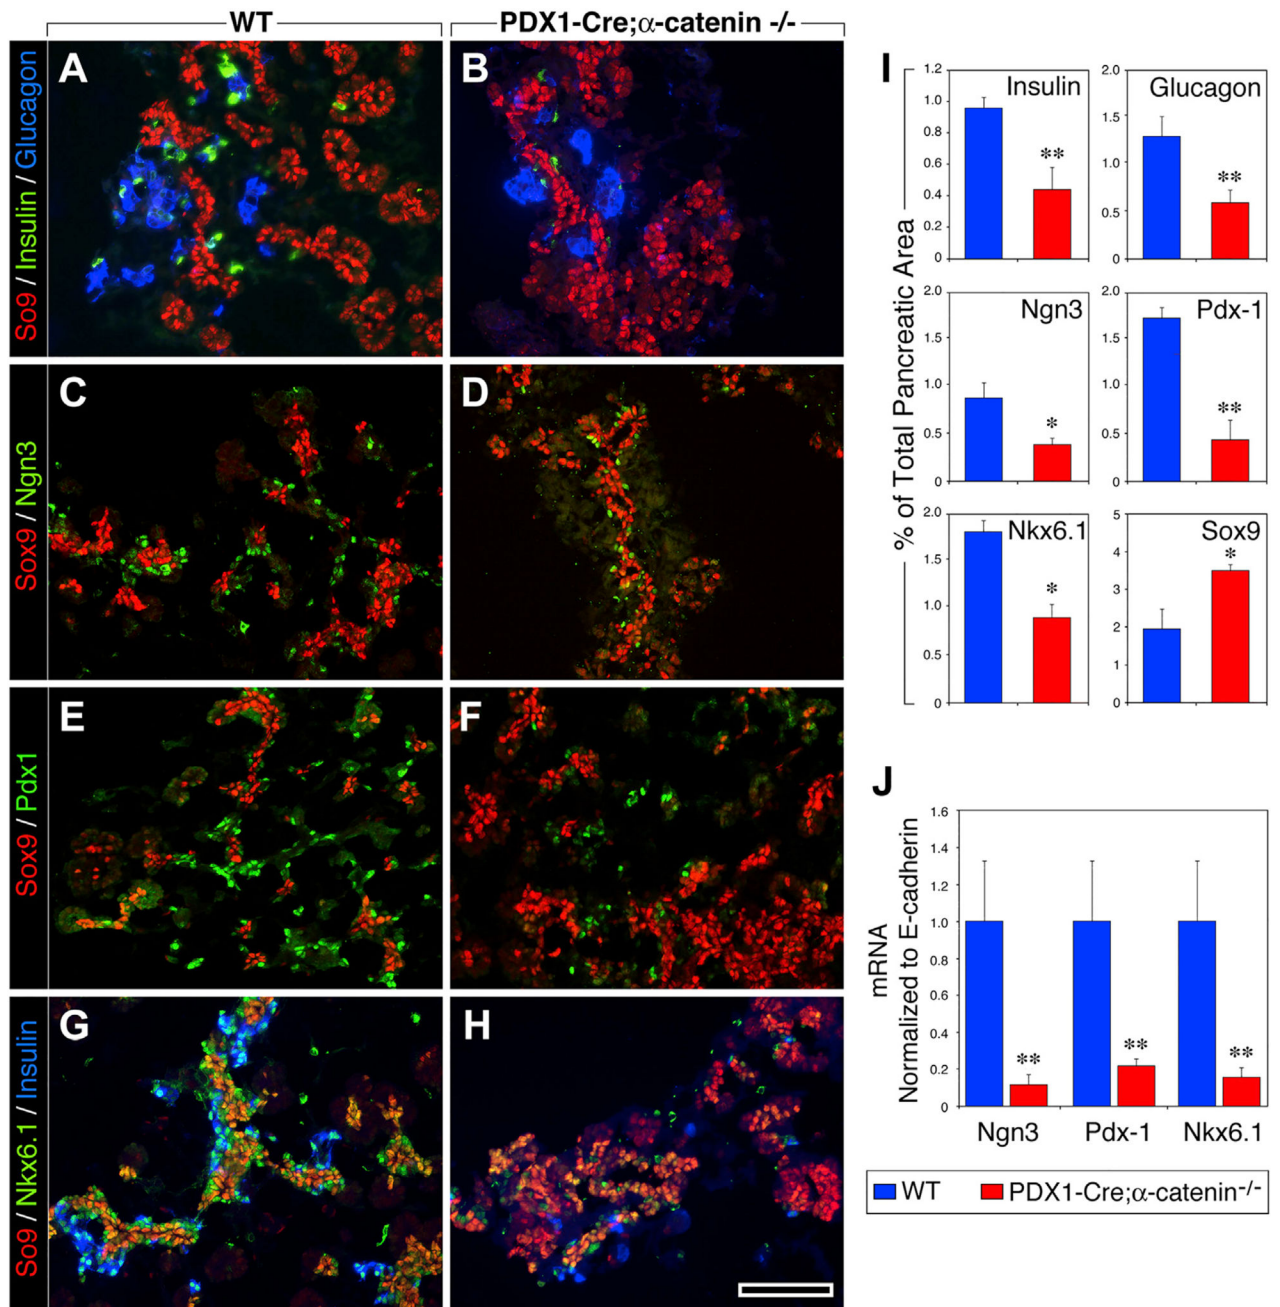 WT
PDX1-Cre;α-catenin -/-
A
B
So9 / Insulin / Glucagon
C
D
Sox9 / Ngn3
E
F
Sox9 / Pdx1
G
H
So9 / Nkx6.1 / Insulin
I
% of Total Pancreatic Area
Insulin
1.2
1.0
0.8
0.6
0.4
0.2
0
**
Glucagon
2.0
1.5
1.0
0.5
0
**
Ngn3
2.0
1.5
1.0
0.5
0
*
Pdx-1
2.0
1.5
1.0
0.5
0
**
Nkx6.1
2.0
1.5
1.0
0.5
0
*
Sox9
5
4
3
2
1
0
*
J
mRNA
Normalized to E-cadherin
1.6
1.4
1.2
1.0
0.8
0.6
0.4
0.2
0
** ** **
Ngn3 Pdx-1 Nkx6.1
WT PDX1-Cre;α-catenin-/-